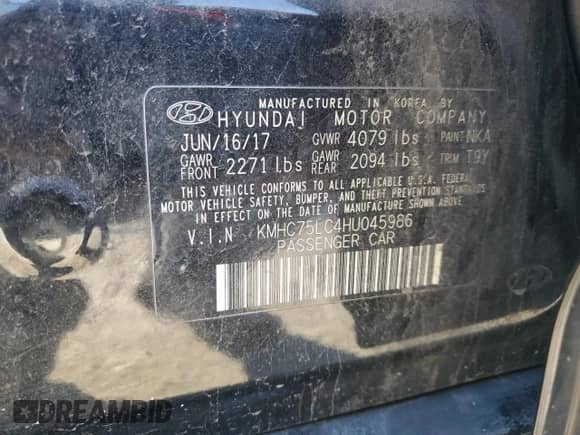 MANUFACTURED IN KOREA BY
HYUNDAI MOTOR COMPANY
JUN/16/17 GVWR 4079 lbs PAINT NKA
GAWR FRONT 2271 lbs GAWR REAR 2094 lbs TRIM T9Y
THIS VEHICLE CONFORMS TO ALL APPLICABLE U.S.A. FEDERAL
MOTOR VEHICLE SAFETY, BUMPER, AND THEFT PREVENTION STANDARDS
IN EFFECT ON THE DATE OF MANUFACTURE SHOWN ABOVE.
V.I.N KMHC75LC4HU045986
PASSENGER CAR
DREAMBID